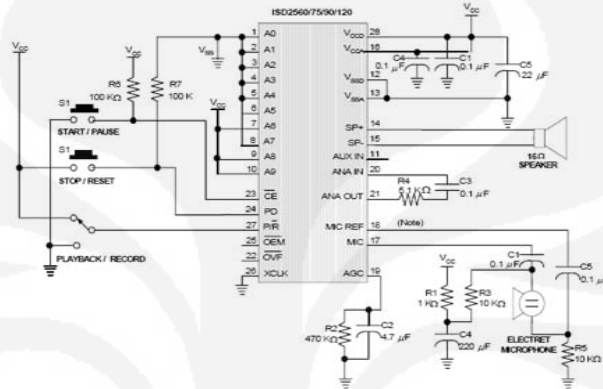 ISD2560/75/90/120
VCC
VCC
VCC
VSS
R6
100 KΩ
R7
100 K
S1
START / PAUSE
S1
STOP / RESET
PLAYBACK / RECORD
VCC
1 A0
2 A1
3 A2
4 A3
5 A4
6 A5
7 A6
8 A7
9 A8
10 A9
23 CE
24 PD
27 P/R
25 OEM
22 OVF
26 XCLK
VCCD 28
VCCA 16
VSSD 12
VSSA 13
SP+ 14
SP- 15
AUX IN 11
ANA IN 20
ANA OUT 21
MIC REF 18
MIC 17
AGC 19
C4
0.1 µF
C1
0.1 µF
C5
22 µF
16Ω
SPEAKER
R4
5.1 KΩ
C3
0.1 µF
(Note)
VCC
R1
1 KΩ
R3
10 KΩ
C1
0.1 µF
C5
0.1 µ
ELECTRET
MICROPHONE
R5
10 KΩ
C4
220 µF
R2
470 KΩ
C2
4.7 µF